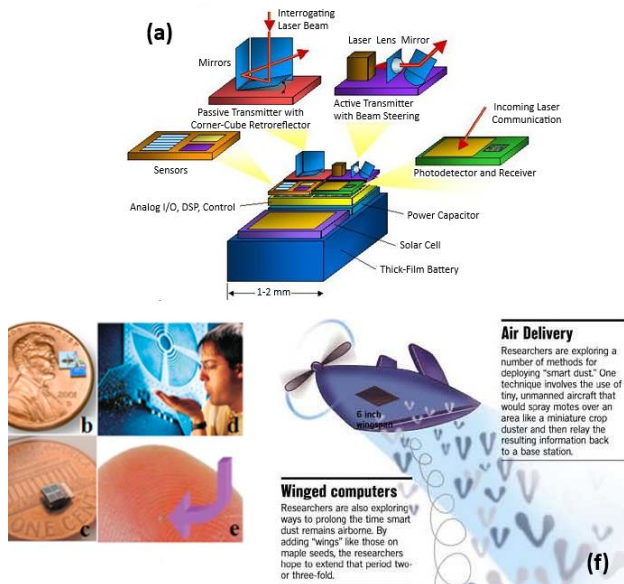 (a)
Interrogating
Laser Beam
Mirrors
Laser Lens Mirror
Passive Transmitter with
Corner-Cube Retroreflector
Active Transmitter
with Beam Steering
Incoming Laser
Communication
Sensors
Photodetector and Receiver
Analog I/O, DSP, Control
Power Capacitor
Solar Cell
Thick-Film Battery
1-2 mm
b
d
c
ONE CENT
e
6 inch
wingspan
Air Delivery
Researchers are exploring a
number of methods for
deploying "smart dust." One
technique involves the use of
tiny, unmanned aircraft that
would spray motes over an
area like a miniature crop
duster and then relay the
resulting information back
to a base station.
Winged computers
Researchers are also exploring
ways to prolong the time smart
dust remains airborne. By
adding "wings" like those on
maple seeds, the researchers
hope to extend that period two-
or three-fold.
(f)